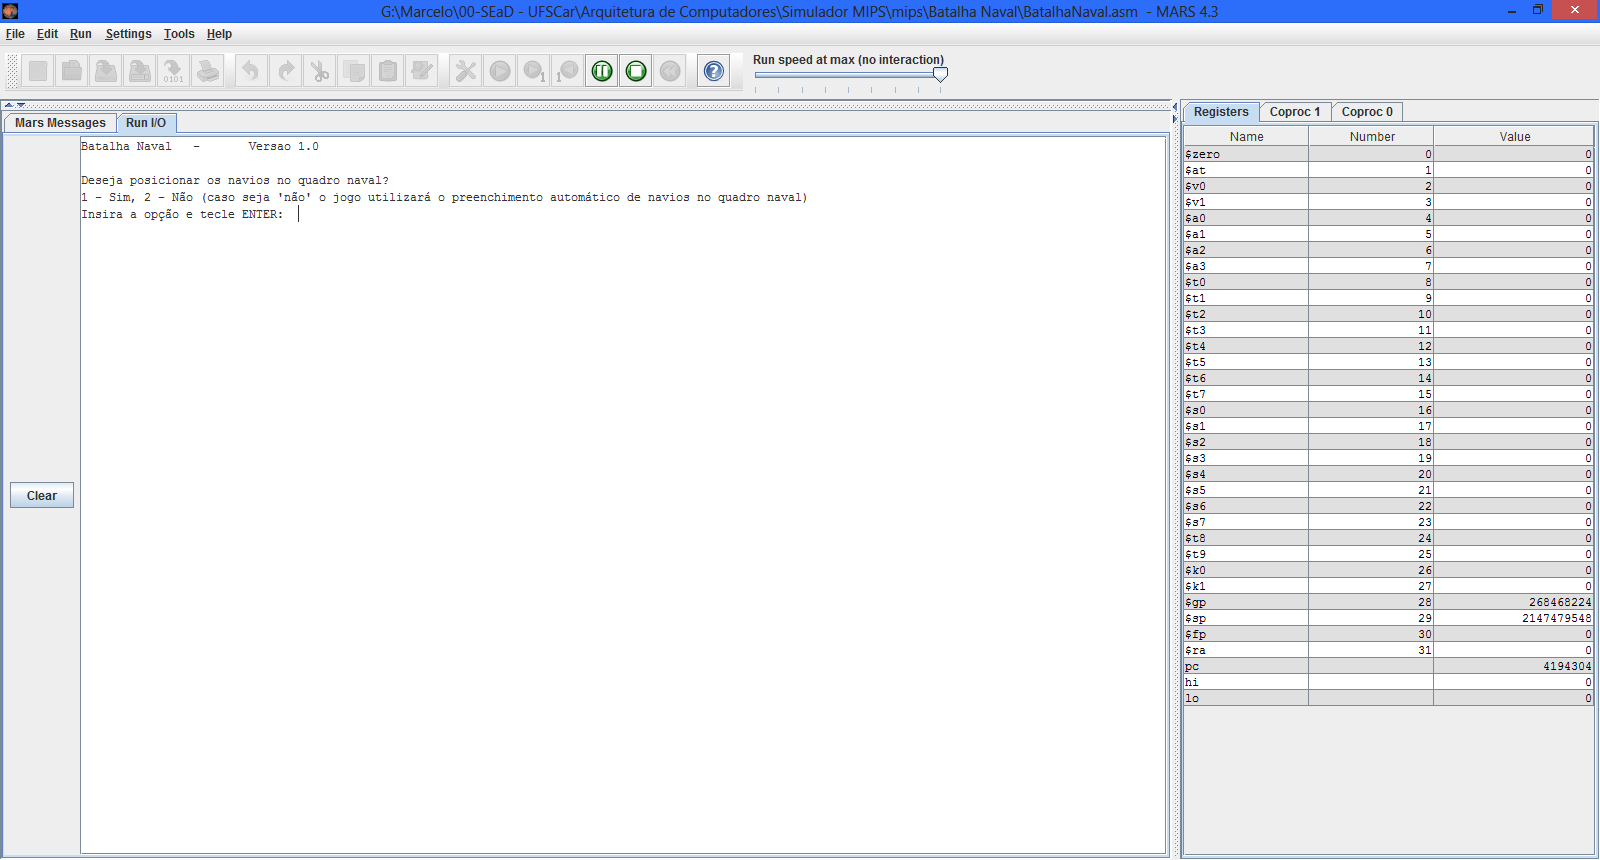 G:\Marcelo\00-SEaD - UFSCar\Arquitetura de Computadores\Simulador MIPS\mips\Batalha Naval\BatalhaNaval.asm - MARS 4.3
File Edit Run Settings Tools Help
Run speed at max (no interaction)
Mars Messages Run I/O
Batalha Naval - Versao 1.0
Deseja posicionar os navios no quadro naval?
1 - Sim, 2 - Não (caso seja 'não' o jogo utilizará o preenchimento automático de navios no quadro naval)
Insira a opção e tecle ENTER:
Clear
Registers Coproc 1 Coproc 0
Name Number Value
$zero 0 0
$at 1 0
$v0 2 0
$v1 3 0
$a0 4 0
$a1 5 0
$a2 6 0
$a3 7 0
$t0 8 0
$t1 9 0
$t2 10 0
$t3 11 0
$t4 12 0
$t5 13 0
$t6 14 0
$t7 15 0
$s0 16 0
$s1 17 0
$s2 18 0
$s3 19 0
$s4 20 0
$s5 21 0
$s6 22 0
$s7 23 0
$t8 24 0
$t9 25 0
$k0 26 0
$k1 27 0
$gp 28 268468224
$sp 29 2147479548
$fp 30 0
$ra 31 0
pc 4194304
hi 0
lo 0